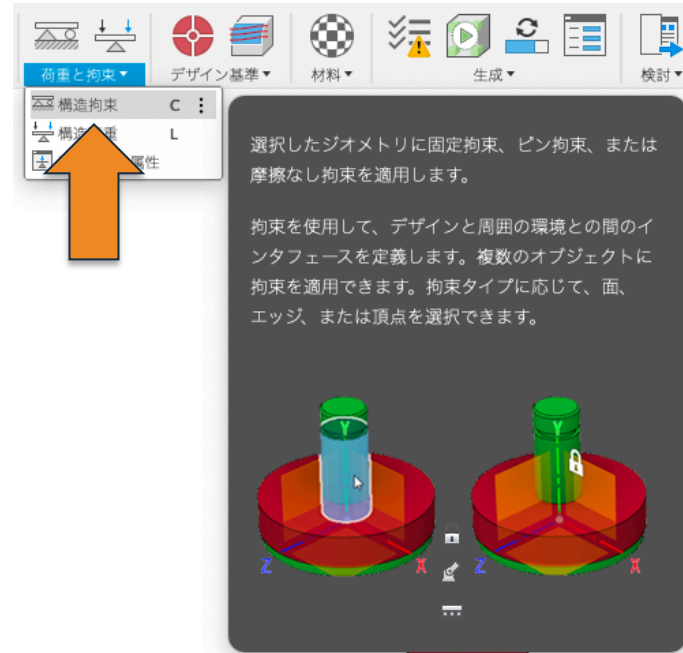 荷重と拘束▼ デザイン基準▼ 材料▼ 生成▼ 検討▼
構造拘束 C
L
属性
選択したジオメトリに固定拘束、ピン拘束、または
摩擦なし拘束を適用します。
拘束を使用して、デザインと周囲の環境との間のイ
ンタフェースを定義します。複数のオブジェクトに
拘束を適用できます。拘束タイプに応じて、面、
エッジ、または頂点を選択できます。
Y Y
Z X Z X